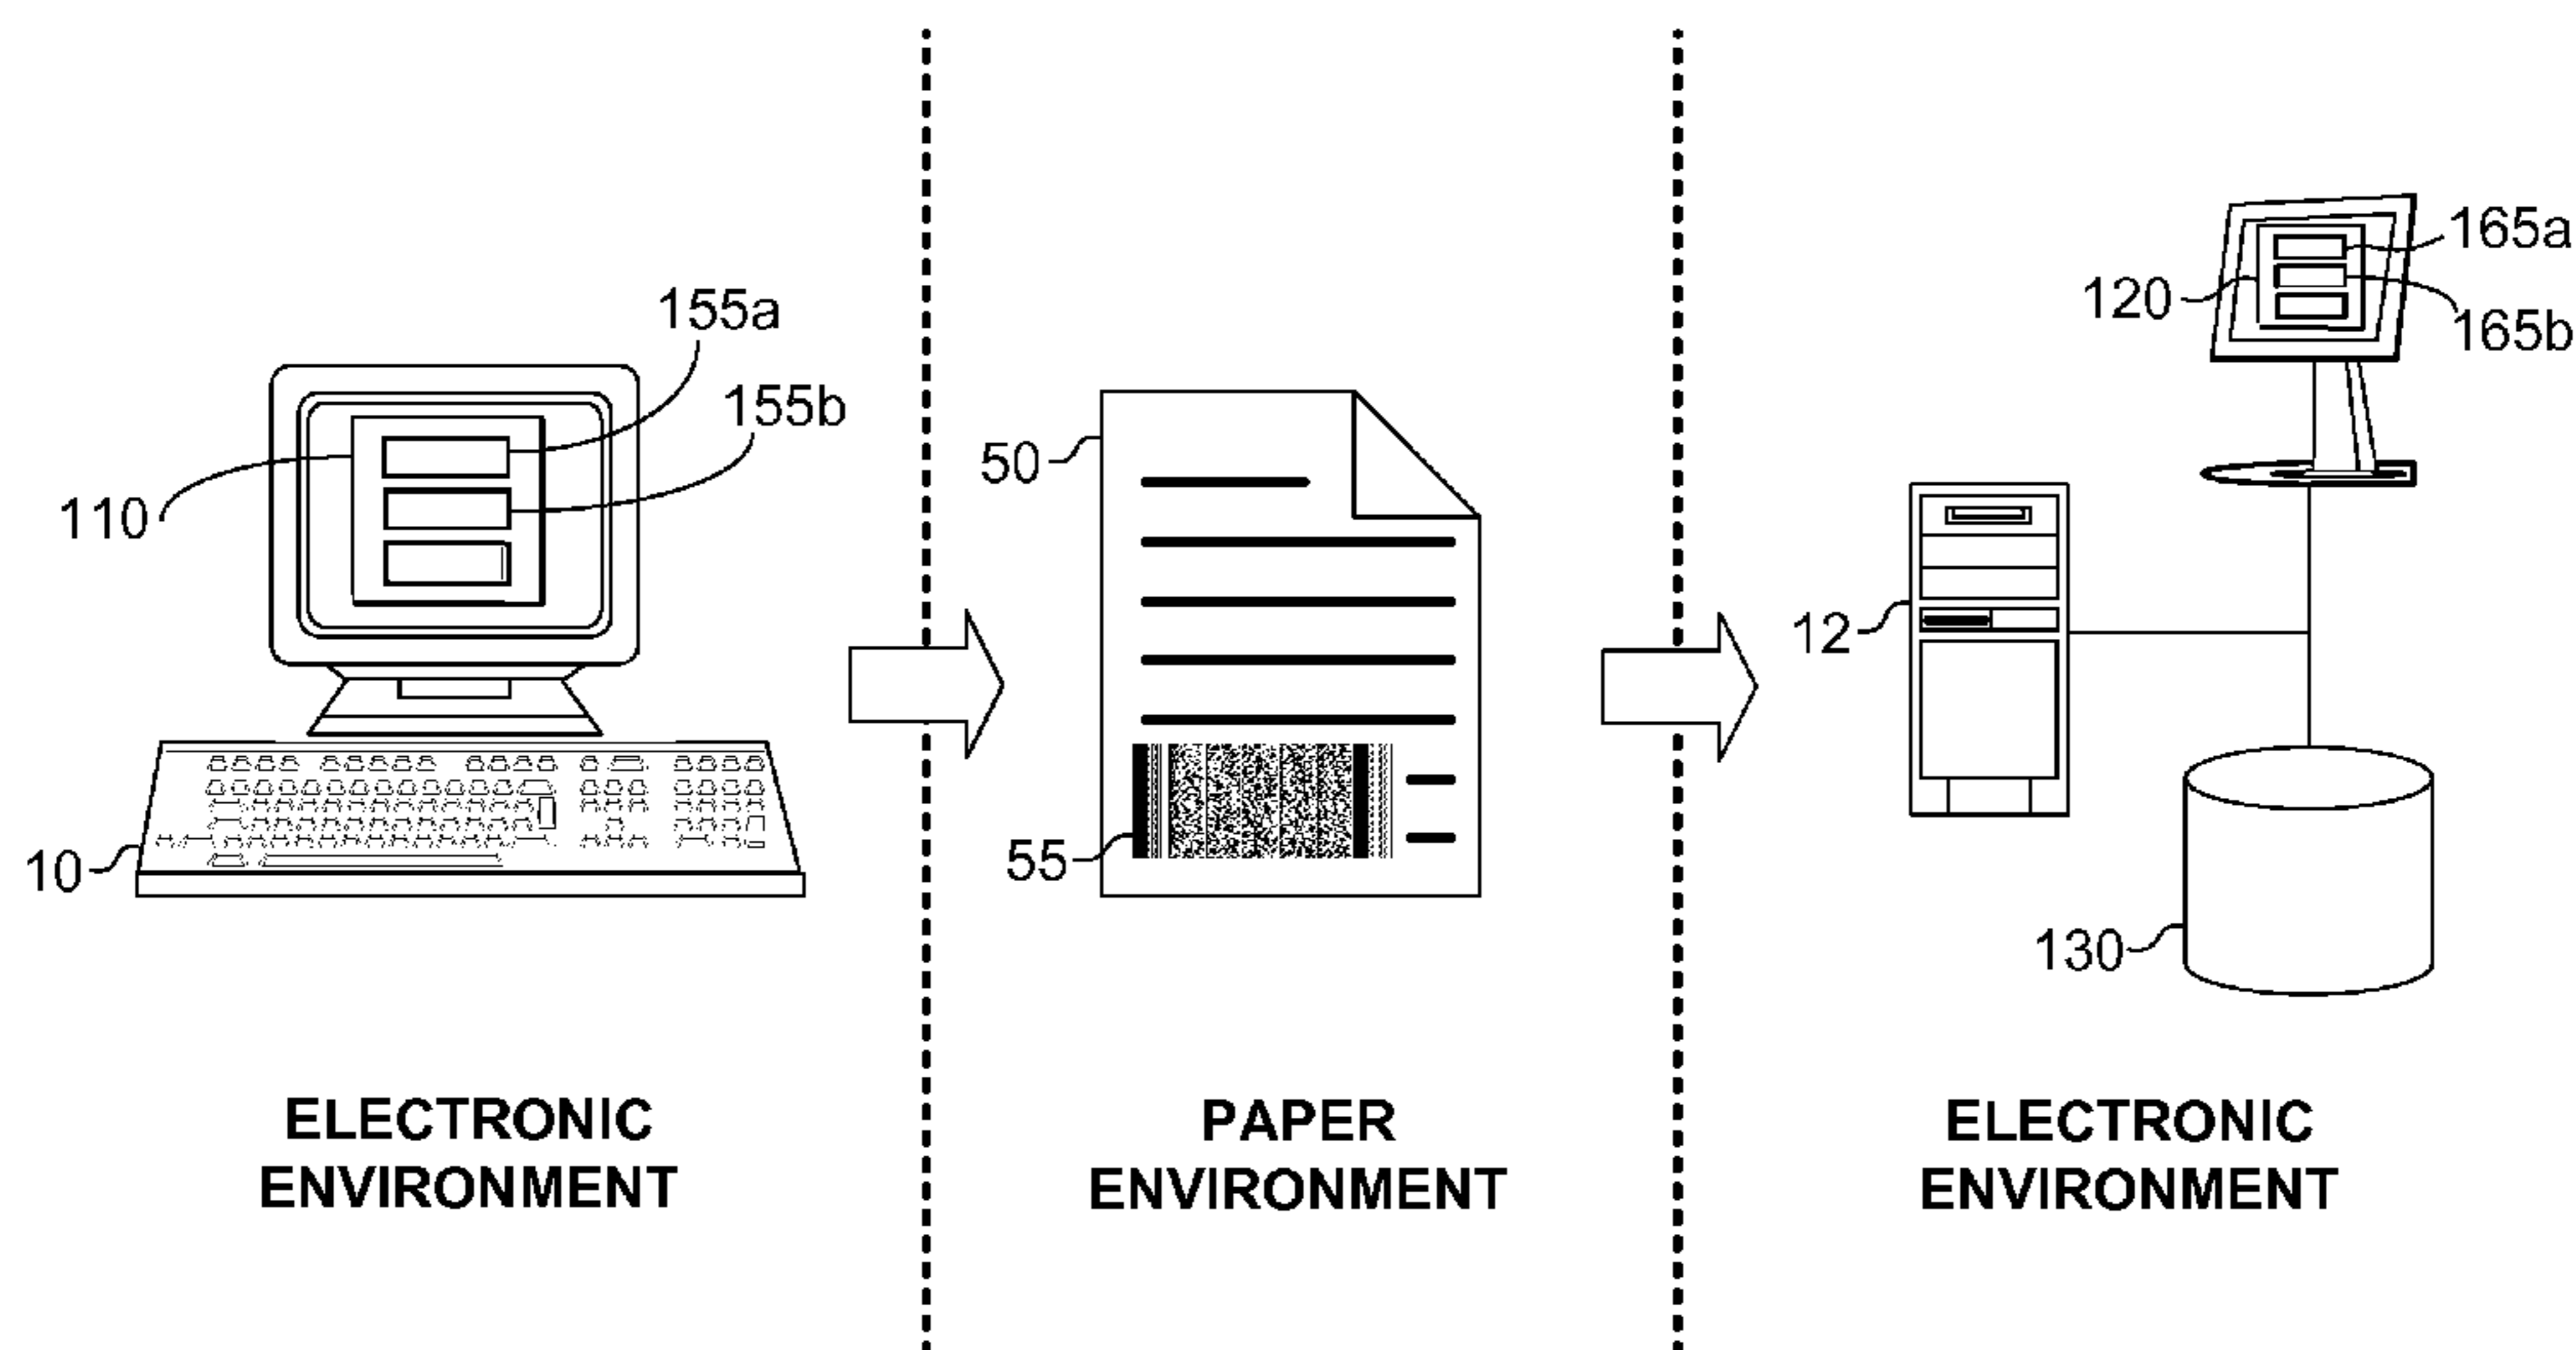 155a
155b
110
10
50
55
165a
120
165b
12
130
ELECTRONIC
ENVIRONMENT
PAPER
ENVIRONMENT
ELECTRONIC
ENVIRONMENT